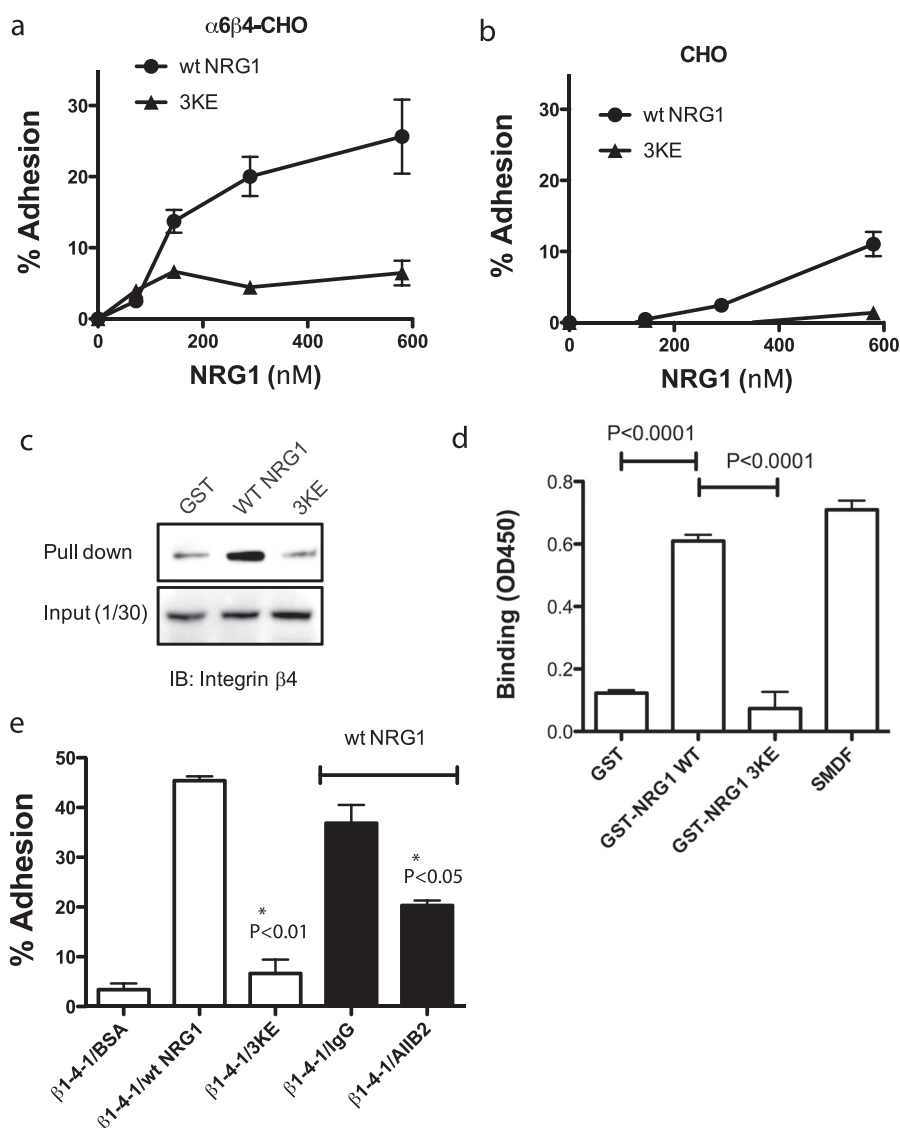 a
α6β4-CHO
wt NRG1
3KE
% Adhesion
30
20
10
0
0
200
400
600
NRG1 (nM)
b
CHO
wt NRG1
3KE
% Adhesion
30
20
10
0
0
200
400
600
NRG1 (nM)
c
GST
WT NRG1
3KE
Pull down
Input (1/30)
IB: Integrin β4
d
P<0.0001
P<0.0001
Binding (OD450)
0.8
0.6
0.4
0.2
0.0
GST
GST-NRG1 WT
GST-NRG1 3KE
SMDF
e
wt NRG1
% Adhesion
50
40
30
20
10
0
*
P<0.01
*
P<0.05
β1-4-1/BSA
β1-4-1/wt NRG1
β1-4-1/3KE
β1-4-1/IgG
β1-4-1/AIIB2